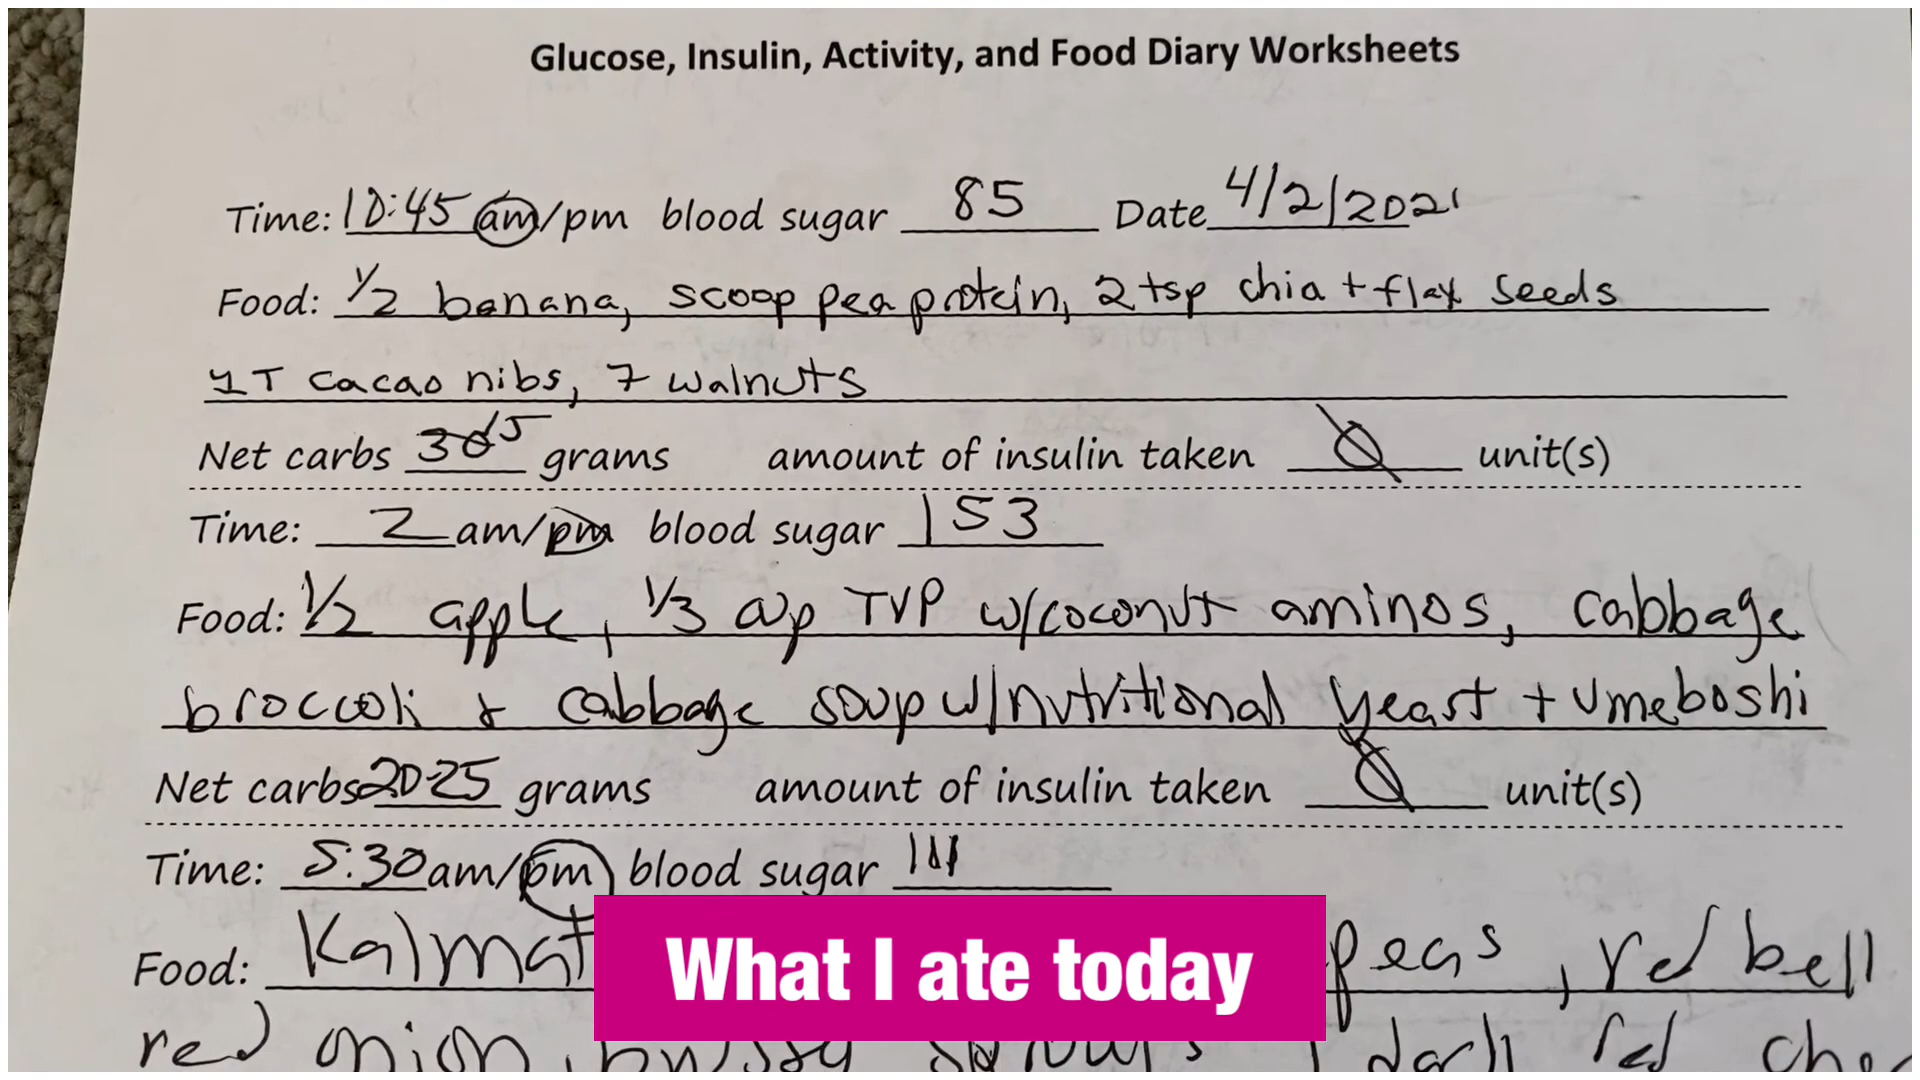 Glucose, Insulin, Activity, and Food Diary Worksheets
Time: 10:45 am/pm blood sugar 85 Date 4/2/2021
Food: 1/2 banana, scoop pea protein, 2 tsp chia + flax seeds
1T cacao nibs, 7 walnuts
Net carbs grams amount of insulin taken 0 unit(s)
Time: 2 am/pm blood sugar 153
Food: 1/2 apple, 1/3 cup TVP w/coconut aminos, cabbage
broccoli & cabbage soup w/nutritional yeast + umeboshi
Net carbs 20-25 grams amount of insulin taken 0 unit(s)
Time: 5:30 am/pm blood sugar 111
Food: peas, red bell
What I ate today
red onion, sprouts, dark red